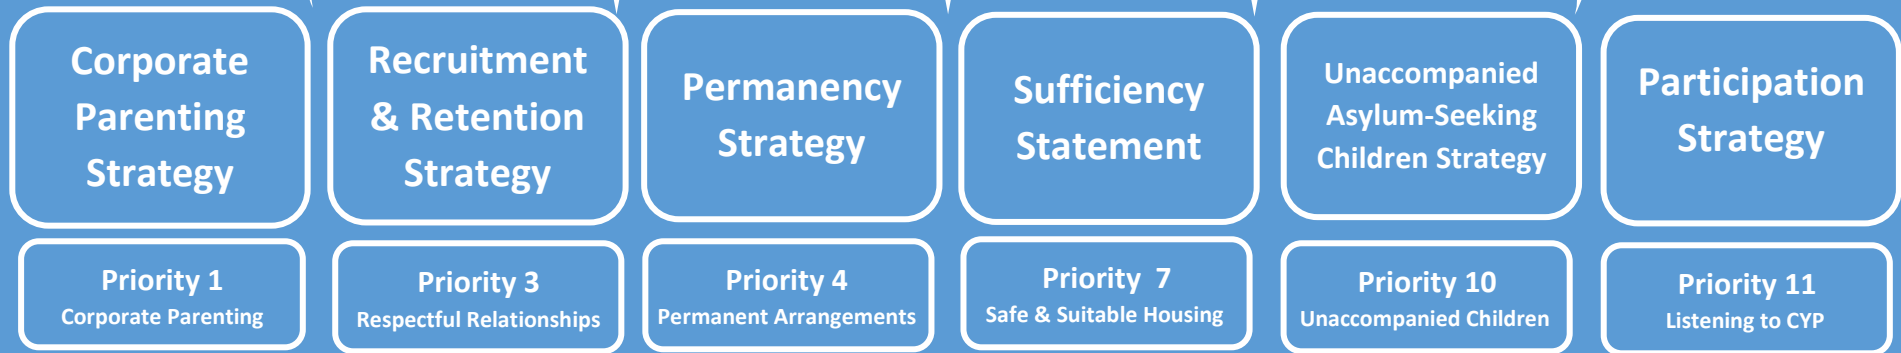 Corporate
Parenting
Strategy
Recruitment
& Retention
Strategy
Permanency
Strategy
Sufficiency
Statement
Unaccompanied
Asylum-Seeking
Children Strategy
Participation
Strategy
Priority 1
Corporate Parenting
Priority 3
Respectful Relationships
Priority 4
Permanent Arrangements
Priority 7
Safe & Suitable Housing
Priority 10
Unaccompanied Children
Priority 11
Listening to CYP